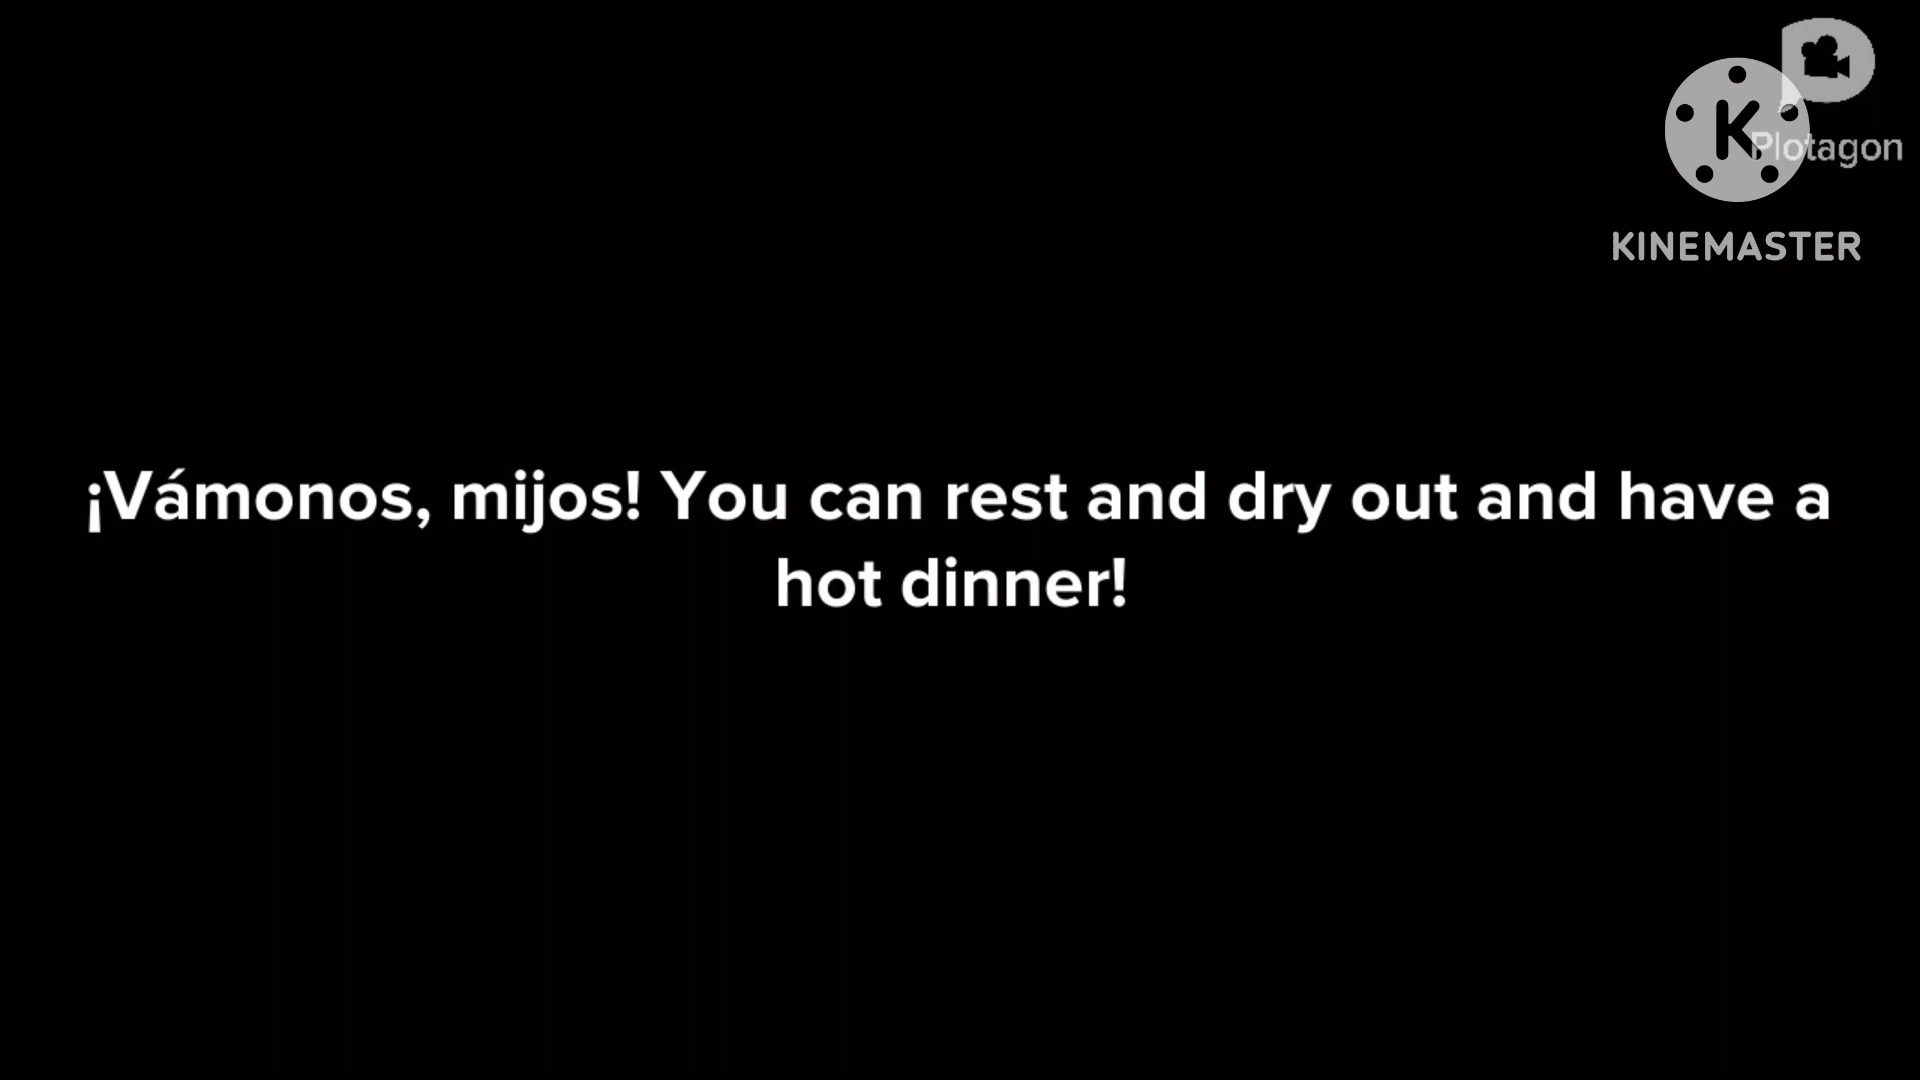 Plotagon
K
KINEMASTER
¡Vámonos, mijos! You can rest and dry out and have a
hot dinner!